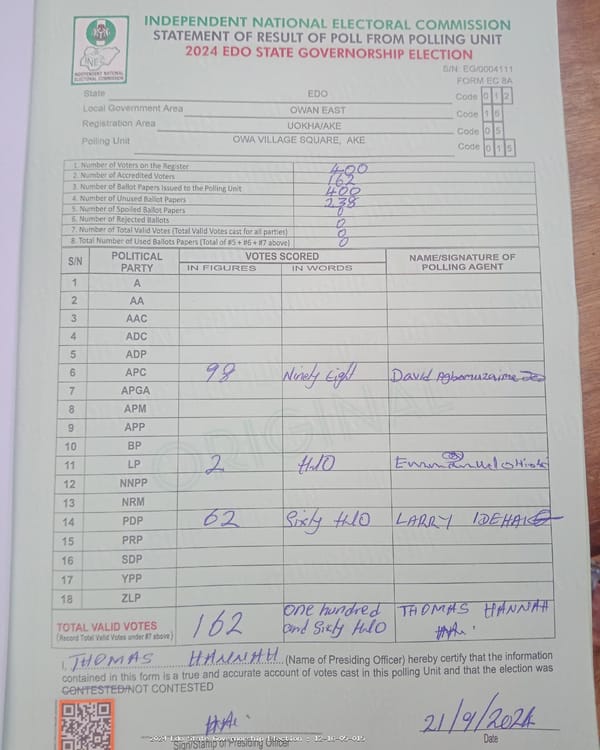 INDEPENDENT NATIONAL ELECTORAL COMMISSION
STATEMENT OF RESULT OF POLL FROM POLLING UNIT
2024 EDO STATE GOVERNORSHIP ELECTION
INEC
INDEPENDENT NATIONAL ELECTORAL COMMISSION
S/N: EG/0004111
FORM EC 8A
State EDO Code 0 1 2
Local Government Area OWAN EAST Code 1 6
Registration Area UOKHA/AKE Code 0 5
Polling Unit OWA VILLAGE SQUARE, AKE Code 0 1 5
1. Number of Voters on the Register 400
2. Number of Accredited Voters 162
3. Number of Ballot Papers Issued to the Polling Unit 400
4. Number of Unused Ballot Papers 238
5. Number of Spoiled Ballot Papers 0
6. Number of Rejected Ballots 0
7. Number of Total Valid Votes (Total Valid Votes cast for all parties) 0
8. Total Number of Used Ballots Papers (Total of #5 + #6 + #7 above) 0
S/N POLITICAL PARTY VOTES SCORED NAME/SIGNATURE OF POLLING AGENT
IN FIGURES IN WORDS
1 A
2 AA
3 AAC
4 ADC
5 ADP
6 APC 98 Ninety Eight David
7 APGA
8 APM
9 APP
10 BP
11 LP 2 two
12 NNPP
13 NRM
14 PDP 62 Sixty two LARRY
15 PRP
16 SDP
17 YPP
18 ZLP
ORIGINAL
TOTAL VALID VOTES 162 one hundred THOMAS HANNAH
(Record Total Valid Votes under #7 above) and Sixty two
I, THOMAS HANNAH (Name of Presiding Officer) hereby certify that the information
contained in this form is a true and accurate account of votes cast in this polling Unit and that the election was
CONTESTED/NOT CONTESTED
21/9/2024
2024 Edo State Governorship Election : 12-16-05-015
Sign/Stamp of Presiding Officer Date